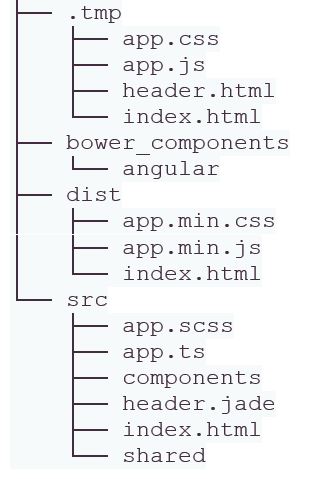 .tmp
app.css
app.js
header.html
index.html
bower_components
angular
dist
app.min.css
app.min.js
index.html
src
app.scss
app.ts
components
header.jade
index.html
shared